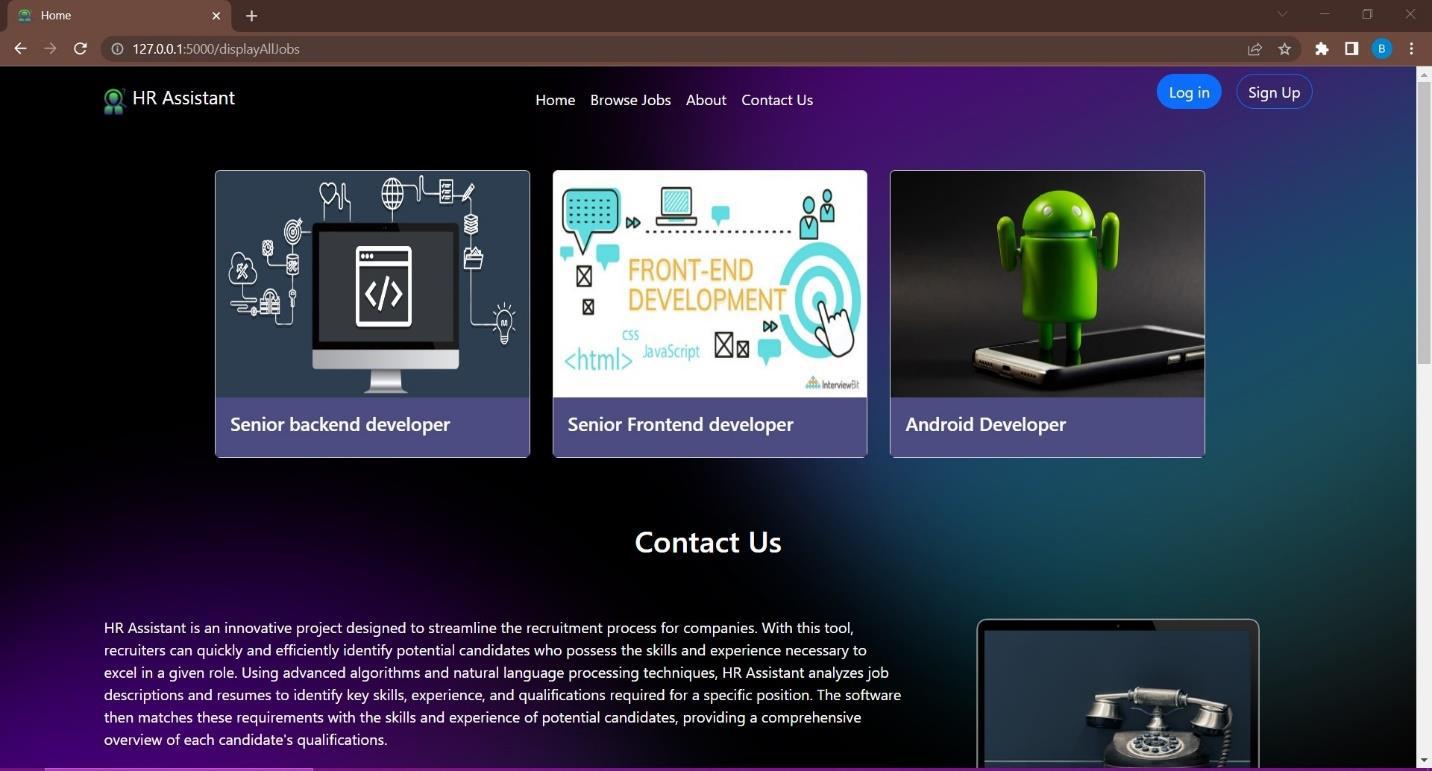 Home
127.0.0.1:5000/displayAllJobs
B
HR Assistant
Home Browse Jobs About Contact Us
Log in
Sign Up
</>
M
FRONT-END
DEVELOPMENT
CSS
<html> JavaScript
InterviewBit
Senior backend developer
Senior Frontend developer
Android Developer
Contact Us
HR Assistant is an innovative project designed to streamline the recruitment process for companies. With this tool,
recruiters can quickly and efficiently identify potential candidates who possess the skills and experience necessary to
excel in a given role. Using advanced algorithms and natural language processing techniques, HR Assistant analyzes job
descriptions and resumes to identify key skills, experience, and qualifications required for a specific position. The software
then matches these requirements with the skills and experience of potential candidates, providing a comprehensive
overview of each candidate's qualifications.